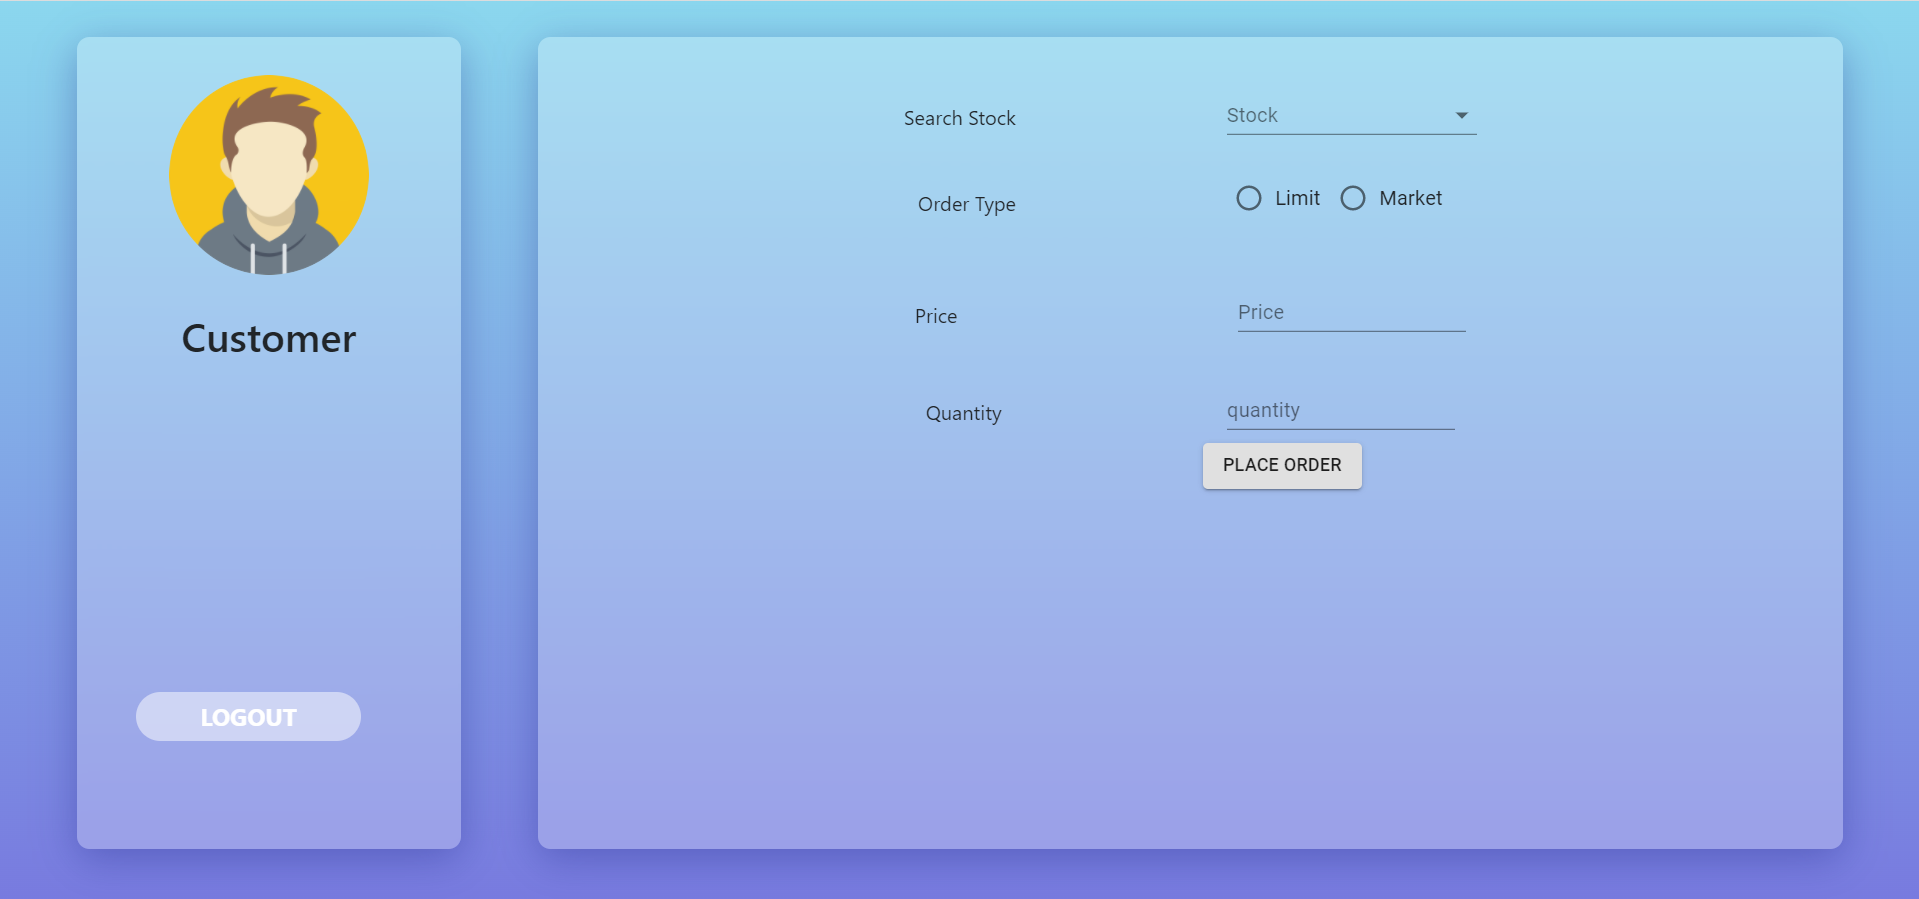 Customer
LOGOUT
Search Stock
Stock
Order Type
Limit
Market
Price
Price
Quantity
quantity
PLACE ORDER